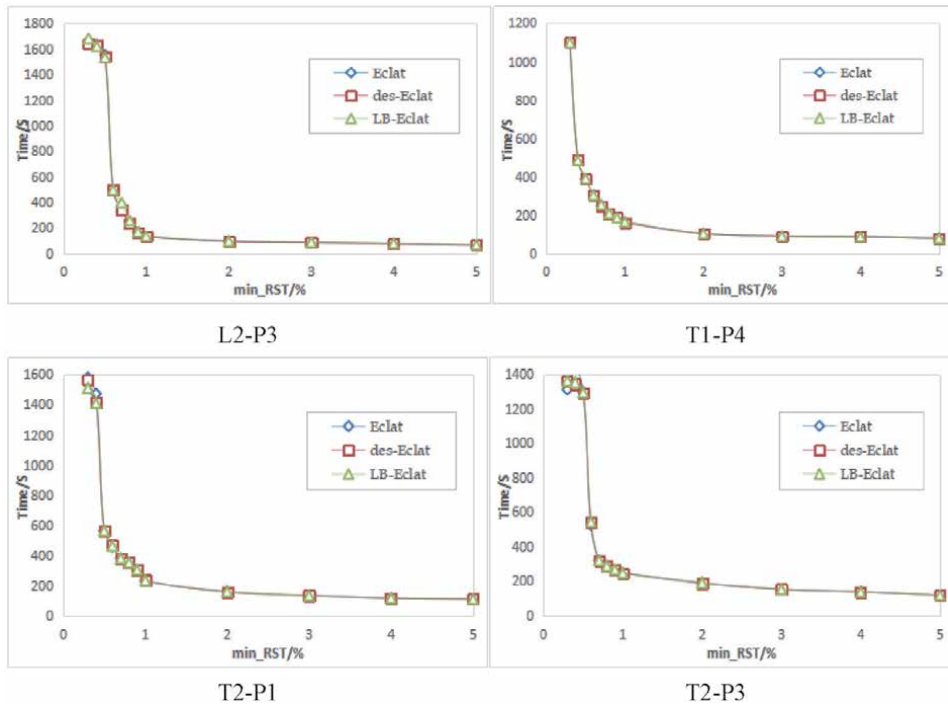 1800
1600
1400
1200
1000
800
600
400
200
0
Time/S
Eclat
des-Eclat
LB-Eclat
0 1 2 3 4 5
min_RST/%
L2-P3
1200
1000
800
600
400
200
0
Time/S
Eclat
des-Eclat
LB-Eclat
0 1 2 3 4 5
min_RST/%
T1-P4
1600
1400
1200
1000
800
600
400
200
0
Time/S
Eclat
des-Eclat
LB-Eclat
0 1 2 3 4 5
min_RST/%
T2-P1
1400
1200
1000
800
600
400
200
0
Time/S
Eclat
des-Eclat
LB-Eclat
0 1 2 3 4 5
min_RST/%
T2-P3